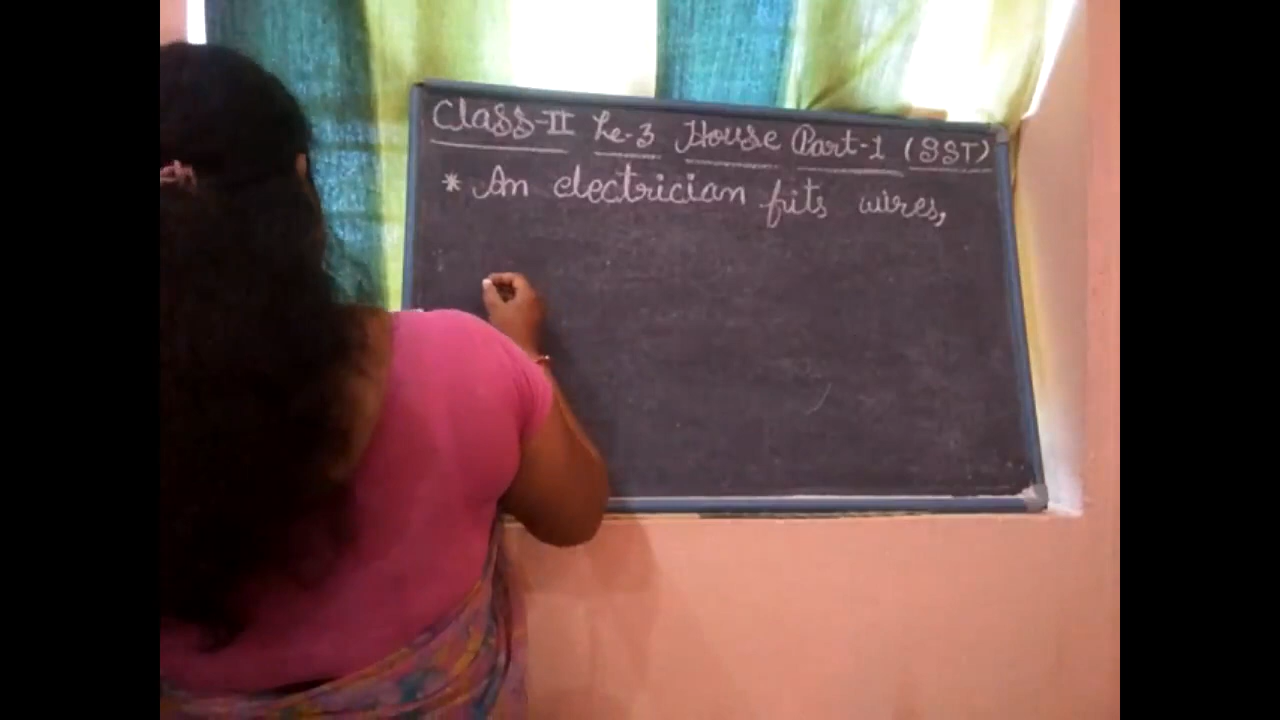 Class-II Le-3 House Part-1 (SST)
* An electrician fits wires,